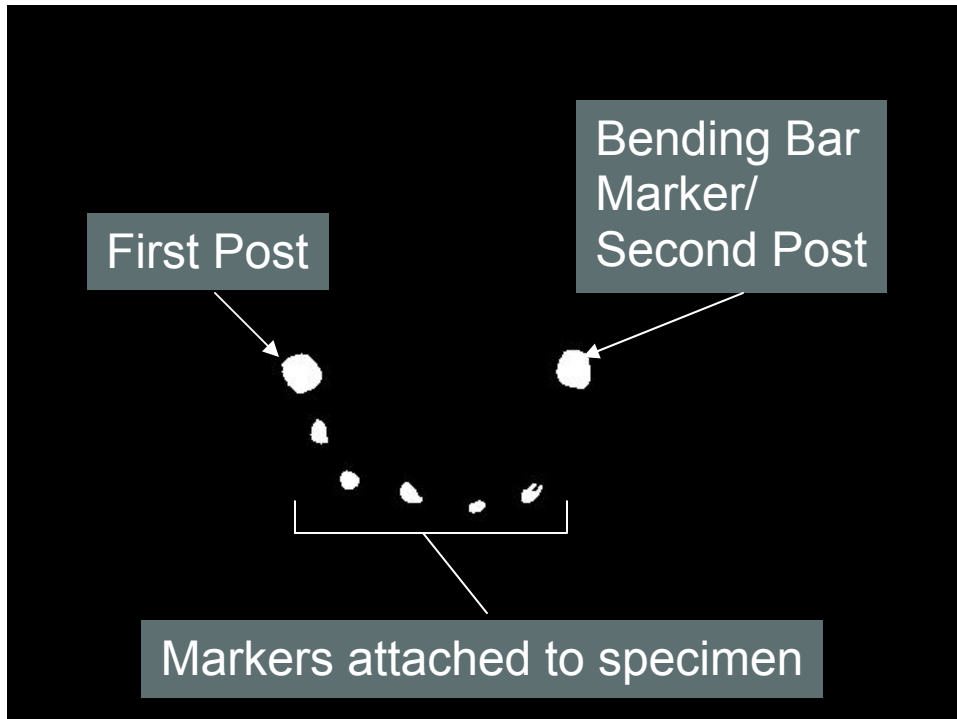 Bending Bar
Marker/
Second Post
First Post
Markers attached to specimen